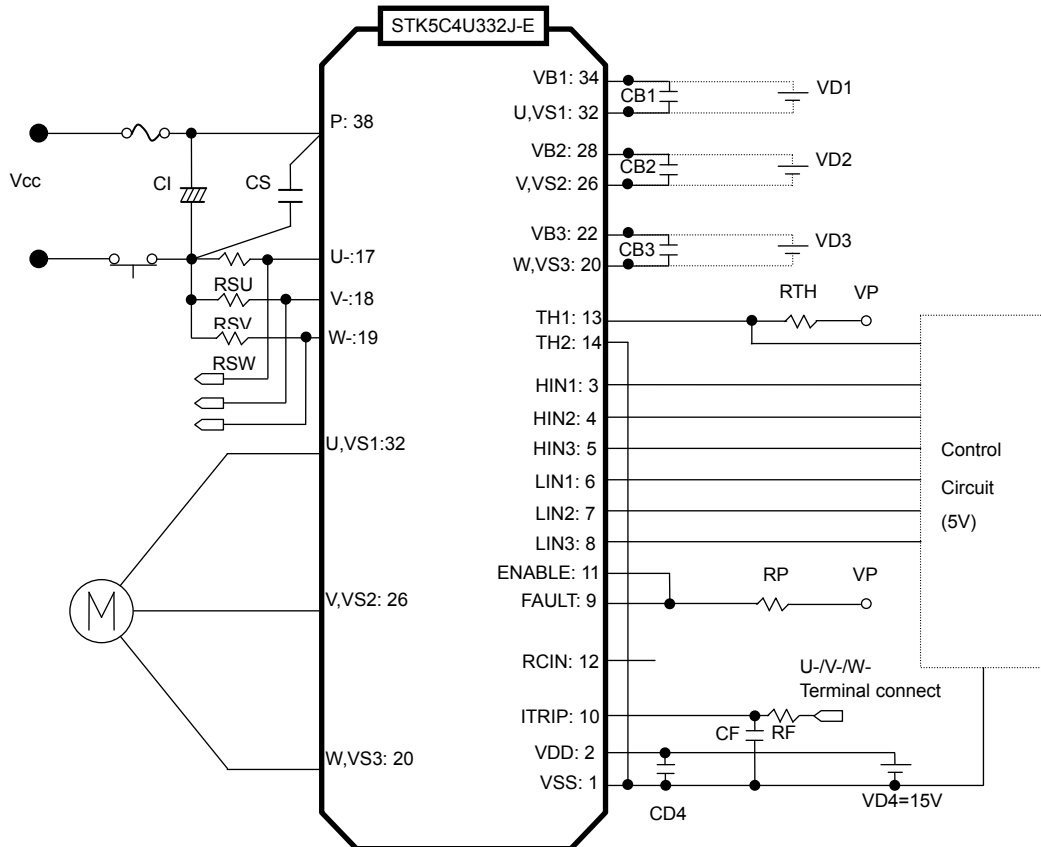 STK5C4U332J-E
Vcc
CI
CS
P: 38
U-:17
RSU
V-:18
RSV
W-:19
RSW
U,VS1:32
M
V,VS2: 26
W,VS3: 20
VB1: 34
CB1
VD1
U,VS1: 32
VB2: 28
CB2
VD2
V,VS2: 26
VB3: 22
CB3
VD3
W,VS3: 20
RTH
VP
TH1: 13
TH2: 14
HIN1: 3
HIN2: 4
HIN3: 5
LIN1: 6
LIN2: 7
LIN3: 8
Control
Circuit
(5V)
ENABLE: 11
RP
VP
FAULT: 9
RCIN: 12
U-/V-/W-
Terminal connect
ITRIP: 10
CF
RF
VDD: 2
VSS: 1
CD4
VD4=15V